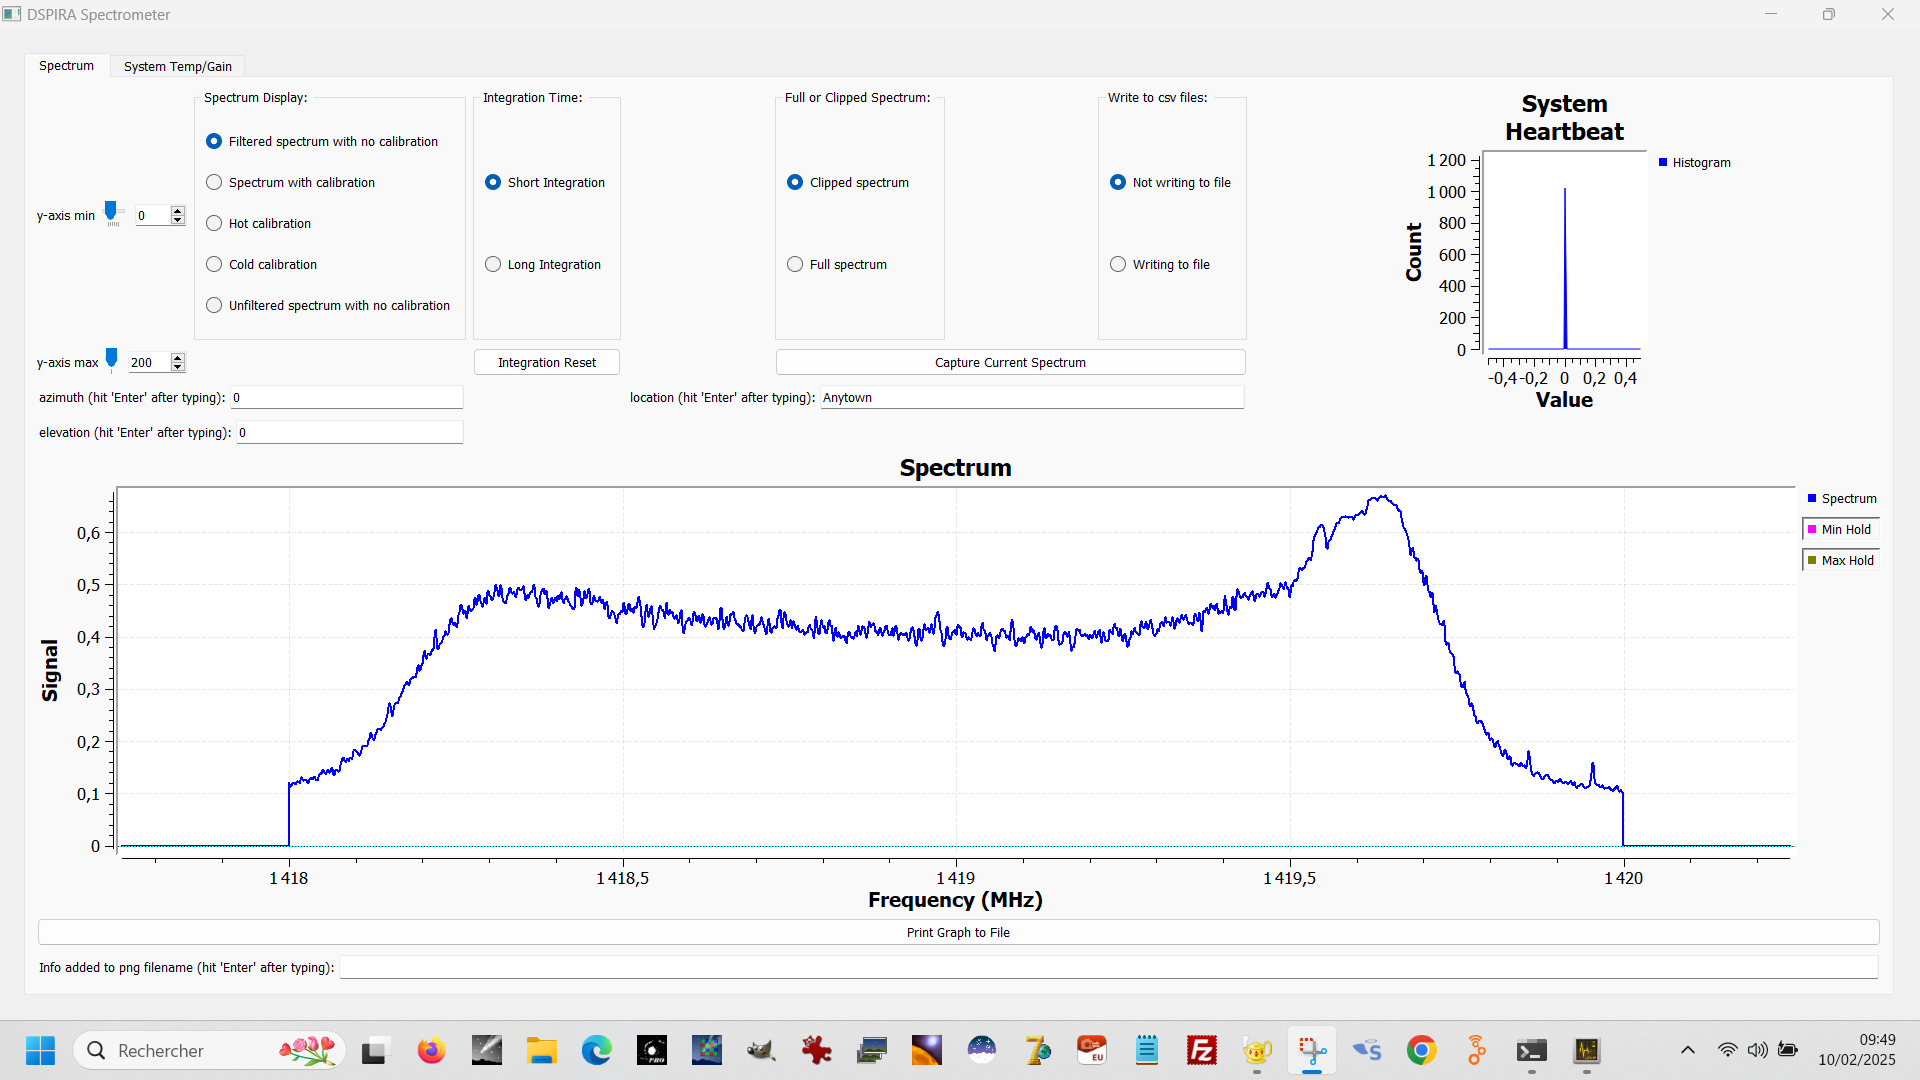 DSPIRA Spectrometer
Spectrum
System Temp/Gain
Spectrum Display:
Filtered spectrum with no calibration
Spectrum with calibration
Hot calibration
Cold calibration
Unfiltered spectrum with no calibration
Integration Time:
Short Integration
Long Integration
Full or Clipped Spectrum:
Clipped spectrum
Full spectrum
Write to csv files:
Not writing to file
Writing to file
y-axis min 0
y-axis max 200
Integration Reset
Capture Current Spectrum
azimuth (hit 'Enter' after typing): 0
location (hit 'Enter' after typing): Anytown
elevation (hit 'Enter' after typing): 0
System
Heartbeat
Histogram
Count
1 200
1 000
800
600
400
200
0
-0,4 -0,2 0 0,2 0,4
Value
Spectrum
Spectrum
Min Hold
Max Hold
Signal
0,6
0,5
0,4
0,3
0,2
0,1
0
1 418 1 418,5 1 419 1 419,5 1 420
Frequency (MHz)
Print Graph to File
Info added to png filename (hit 'Enter' after typing):
Rechercher
PRO
7
EU
FZ
S
09:49
10/02/2025